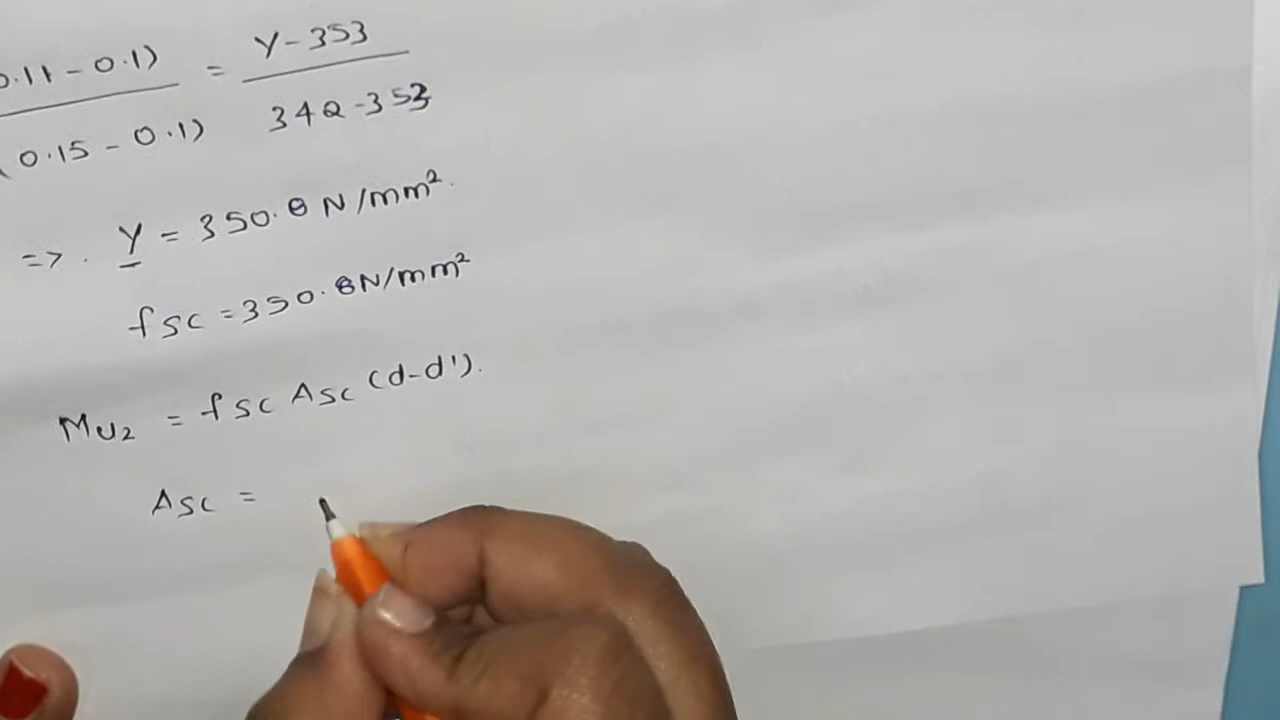 0.11 - 0.1) = Y - 353
(0.15 - 0.1) 342 - 353
=> . Y = 350.8 N/mm².
fsc = 350.8N/mm²
Mu2 = fsc Asc (d-d').
Asc =